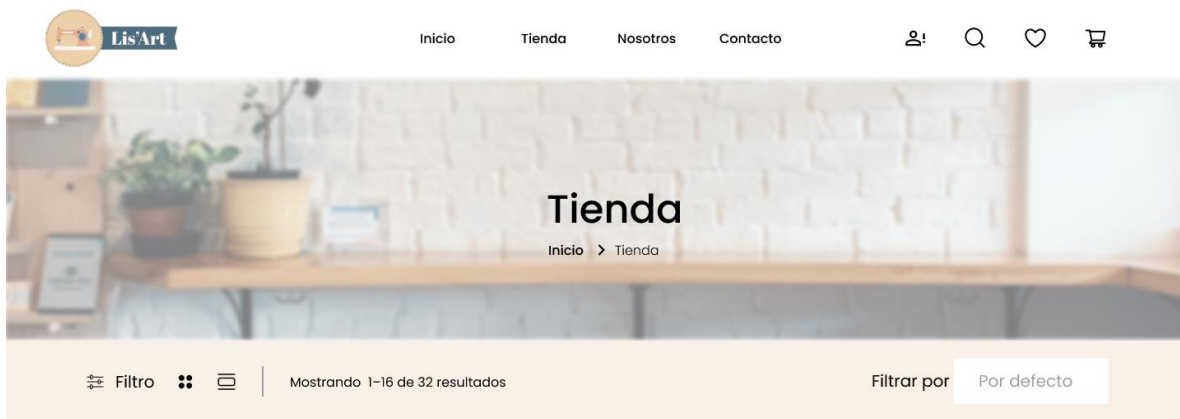 Lis'Art
Inicio Tienda Nosotros Contacto
Tienda
Inicio > Tienda
Filtro
Mostrando 1–16 de 32 resultados
Filtrar por Por defecto